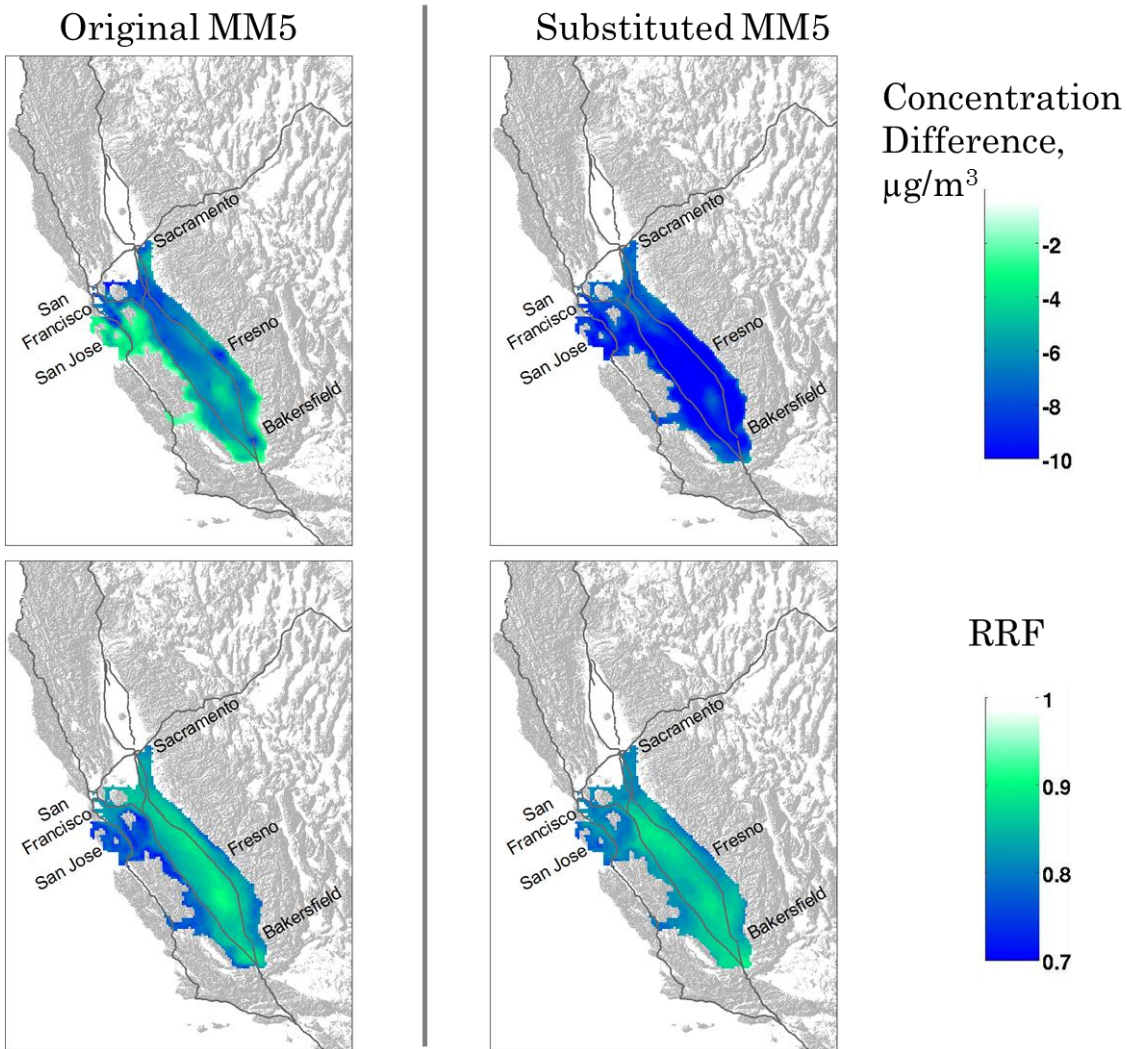 Original MM5
Substituted MM5
Sacramento
San
Francisco
San Jose
Fresno
Bakersfield
Sacramento
San
Francisco
San Jose
Fresno
Bakersfield
Concentration
Difference,
µg/m³
-2
-4
-6
-8
-10
Sacramento
San
Francisco
San Jose
Fresno
Bakersfield
Sacramento
San
Francisco
San Jose
Fresno
Bakersfield
RRF
1
0.9
0.8
0.7